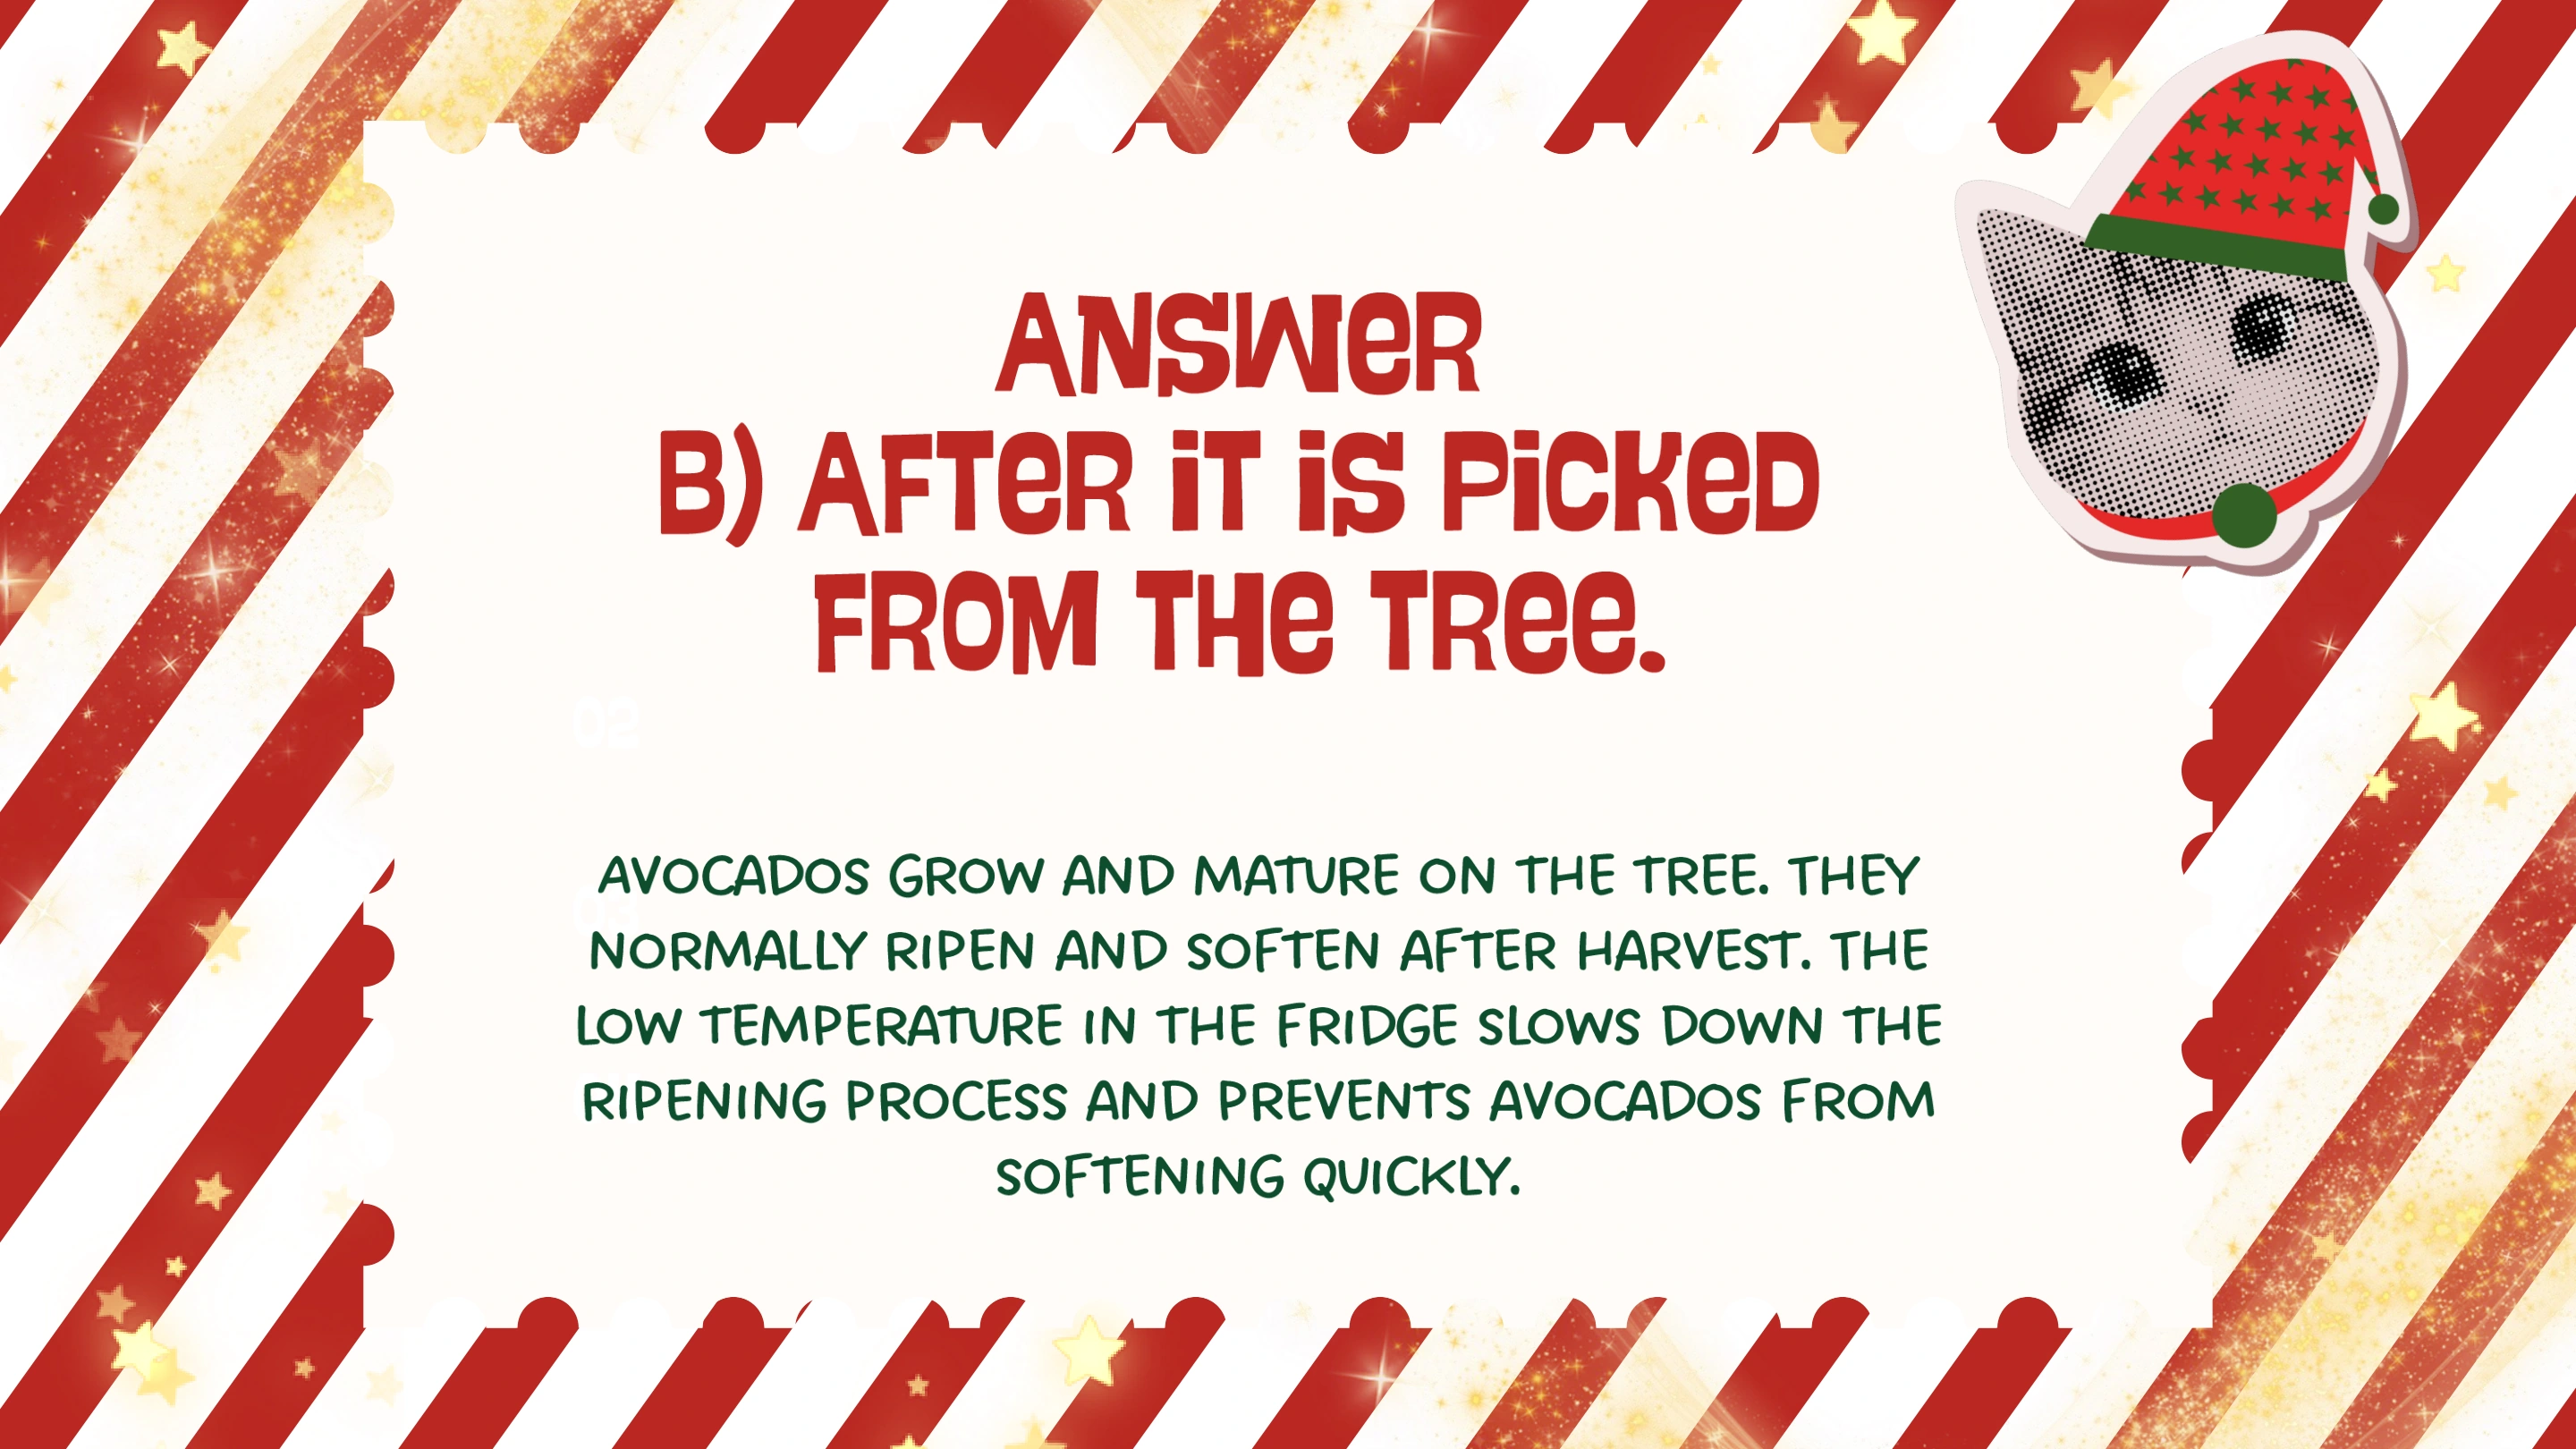 ANSWER
B) AFTER IT IS PICKED
FROM THE TREE.
02
AVOCADOS GROW AND MATURE ON THE TREE. THEY
03
NORMALLY RIPEN AND SOFTEN AFTER HARVEST. THE
LOW TEMPERATURE IN THE FRIDGE SLOWS DOWN THE
RIPENING PROCESS AND PREVENTS AVOCADOS FROM
SOFTENING QUICKLY.